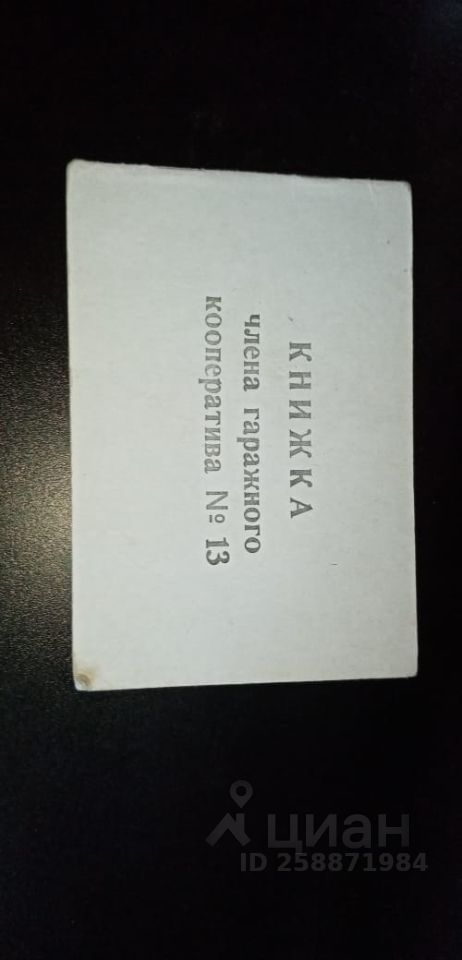 КНИЖКА
члена гаражного
кооператива № 13
циан
ID 258871984